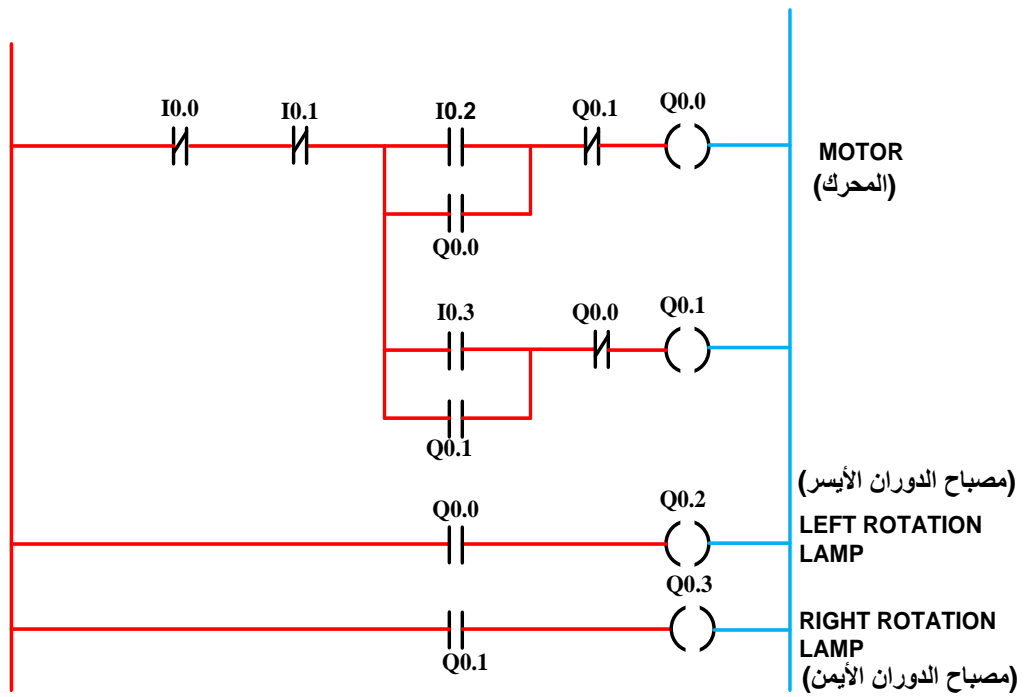 I0.0 I0.1 I0.2 Q0.1 Q0.0
MOTOR
(المحرك)
Q0.0
I0.3 Q0.0 Q0.1
Q0.1
(مصباح الدوران الأيسر)
Q0.0 Q0.2
LEFT ROTATION
LAMP
Q0.3
RIGHT ROTATION
LAMP
Q0.1
(مصباح الدوران الأيمن)